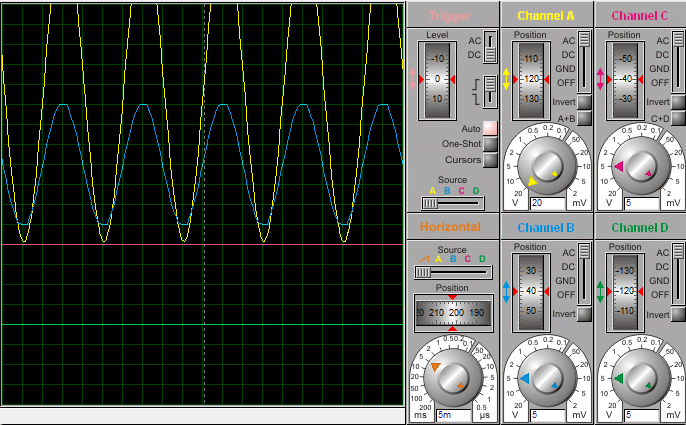 Trigger
Level
-10
0
10
AC
DC
Auto
One-Shot
Cursors
Source
A B C D
Channel A
Position
110
120
130
AC
DC
GND
OFF
Invert
A+B
5 2 1 0.5 0.2 0.1
50
20
10
5
2
10
20
V 20 mV
Channel C
Position
-50
-40
-30
AC
DC
GND
OFF
Invert
C+D
5 2 1 0.5 0.2 0.1
50
20
10
5
2
10
20
V 5 mV
Horizontal
Source
A B C D
Position
20 210 200 190
5 2 1 0.5 0.2 0.1
10
20
50
100
200
50
20
10
5
2
1
0.5
ms 5m µs
Channel B
Position
30
40
50
AC
DC
GND
OFF
Invert
5 2 1 0.5 0.2 0.1
50
20
10
5
2
10
20
V 5 mV
Channel D
Position
-130
-120
-110
AC
DC
GND
OFF
Invert
5 2 1 0.5 0.2 0.1
50
20
10
5
2
10
20
V 5 mV